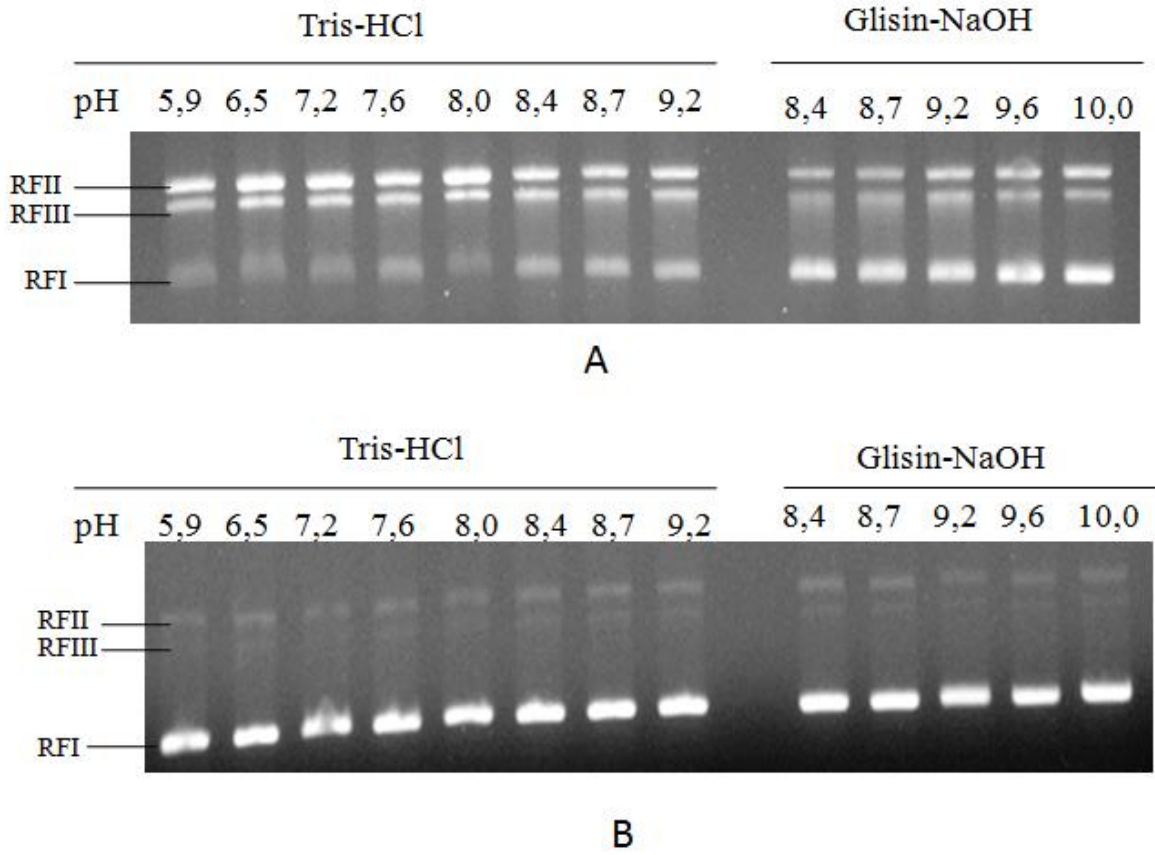 Tris-HCl Glisin-NaOH
pH 5,9 6,5 7,2 7,6 8,0 8,4 8,7 9,2 8,4 8,7 9,2 9,6 10,0
RFII
RFIII
RFI
A
Tris-HCl Glisin-NaOH
pH 5,9 6,5 7,2 7,6 8,0 8,4 8,7 9,2 8,4 8,7 9,2 9,6 10,0
RFII
RFIII
RFI
B